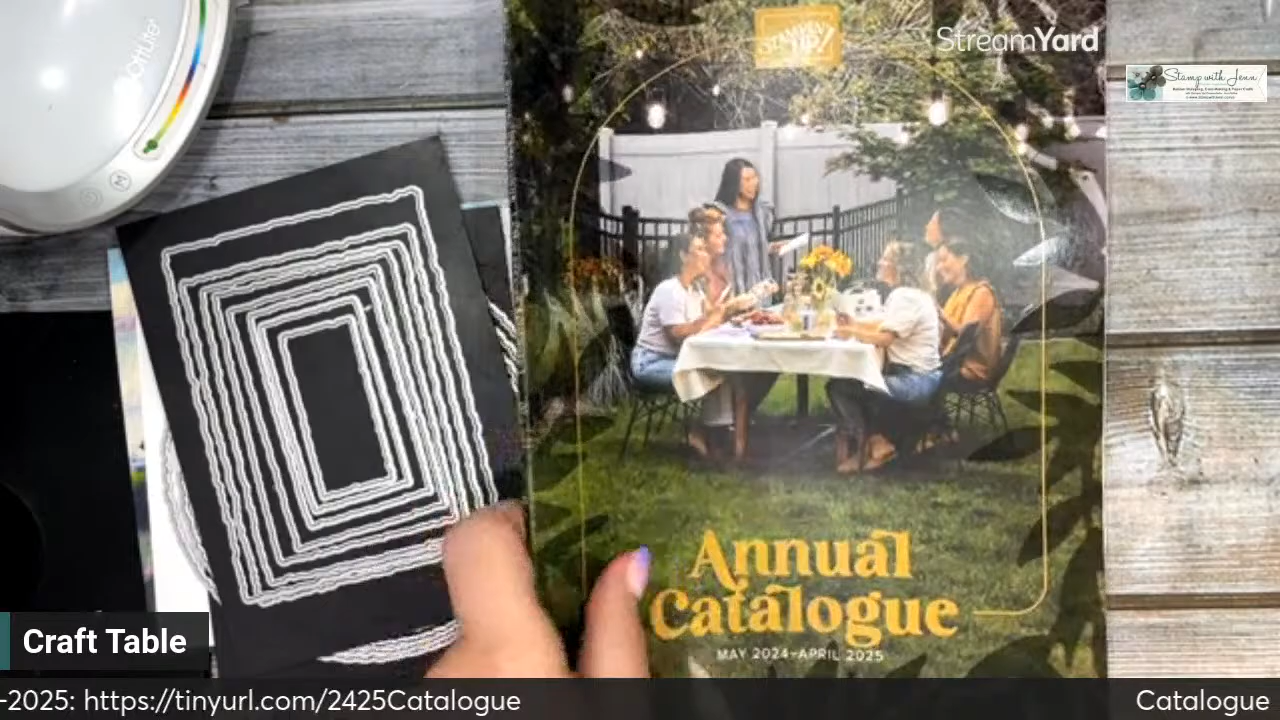 STAMPIN' UP!
StreamYard
Stamp with Jenn
OttLite
M
Annual
Catalogue
MAY 2024–APRIL 2025
Craft Table
-2025: https://tinyurl.com/2425Catalogue
Catalogue